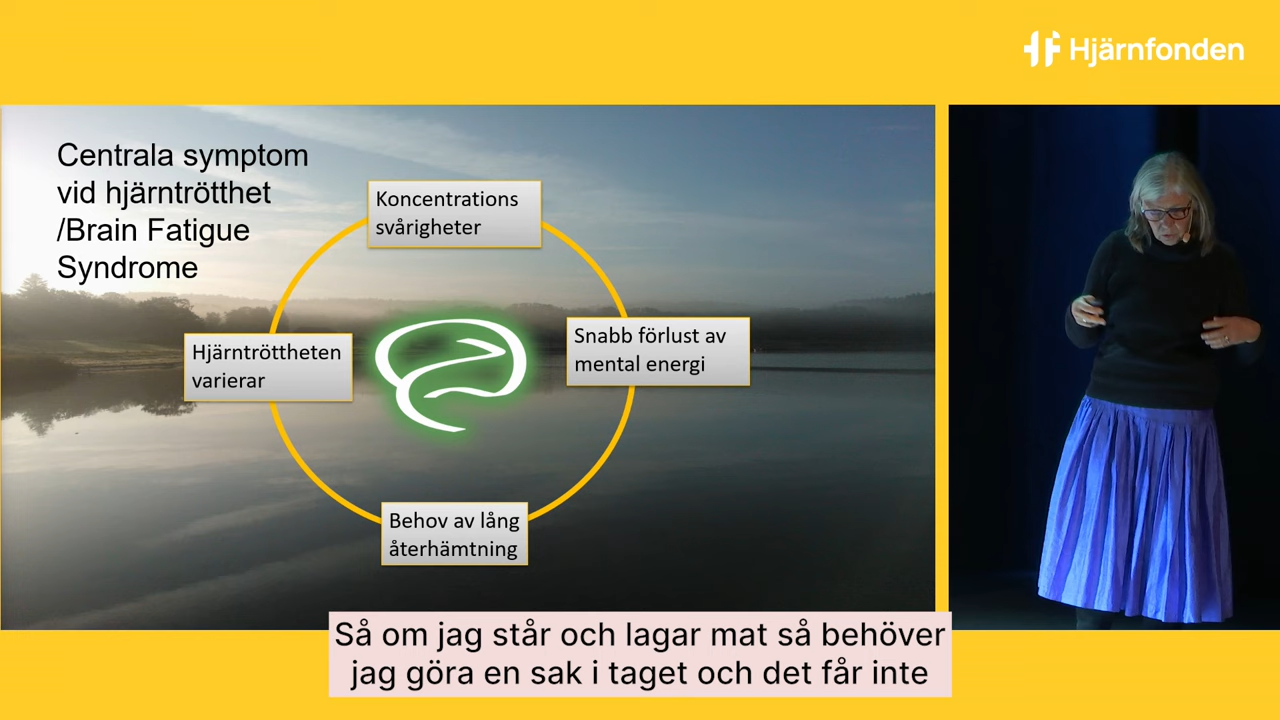 Hjärnfonden
Centrala symptom
vid hjärntrötthet
/Brain Fatigue
Syndrome
Koncentrations
svårigheter
Snabb förlust av
mental energi
Hjärntröttheten
varierar
Behov av lång
återhämtning
Så om jag står och lagar mat så behöver
jag göra en sak i taget och det får inte